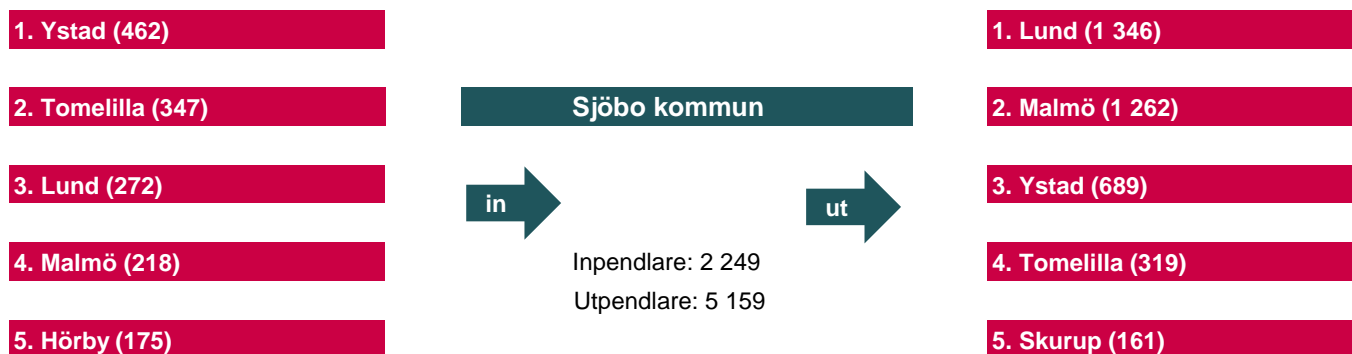 1. Ystad (462)
2. Tomelilla (347)
3. Lund (272)
4. Malmö (218)
5. Hörby (175)
Sjöbo kommun
in
ut
Inpendlare: 2 249
Utpendlare: 5 159
1. Lund (1 346)
2. Malmö (1 262)
3. Ystad (689)
4. Tomelilla (319)
5. Skurup (161)